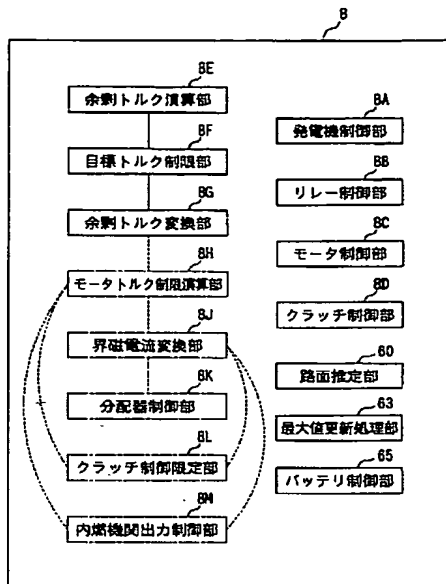 8
8E
余剰トルク演算部
8F
目標トルク制限部
8G
余剰トルク変換部
8H
モータトルク制限演算部
8J
界磁電流変換部
8K
分配器制御部
8L
クラッチ制御限定部
8M
内燃機関出力制御部
8A
発電機制御部
8B
リレー制御部
8C
モータ制御部
8D
クラッチ制御部
60
路面推定部
63
最大値更新処理部
65
バッテリ制御部